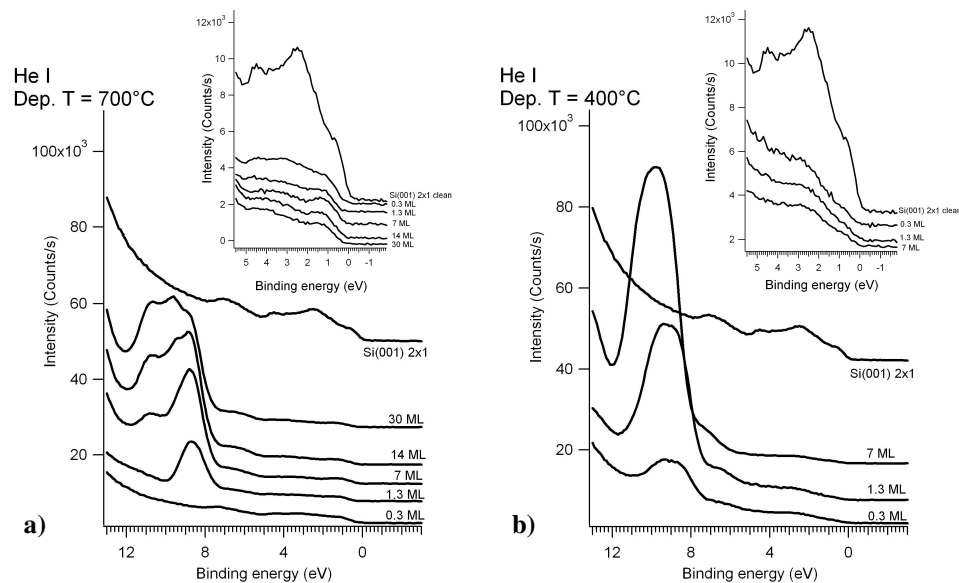 He I
Dep. T = 700°C
Intensity (Counts/s)
100x10³
80
60
40
20
12
8
4
0
Binding energy (eV)
Si(001) 2x1
30 ML
14 ML
7 ML
1.3 ML
0.3 ML
a)
Intensity (Counts/s)
12x10³
10
8
6
4
2
0
5
4
3
2
1
0
-1
Binding energy (eV)
Si(001) 2x1 clean
0.3 ML
1.3 ML
7 ML
14 ML
30 ML
He I
Dep. T = 400°C
Intensity (Counts/s)
100x10³
80
60
40
20
12
8
4
0
Binding energy (eV)
Si(001) 2x1
7 ML
1.3 ML
0.3 ML
b)
Intensity (Counts/s)
12x10³
10
8
6
4
2
5
4
3
2
1
0
-1
Binding energy (eV)
Si(001) 2x1 clean
0.3 ML
1.3 ML
7 ML